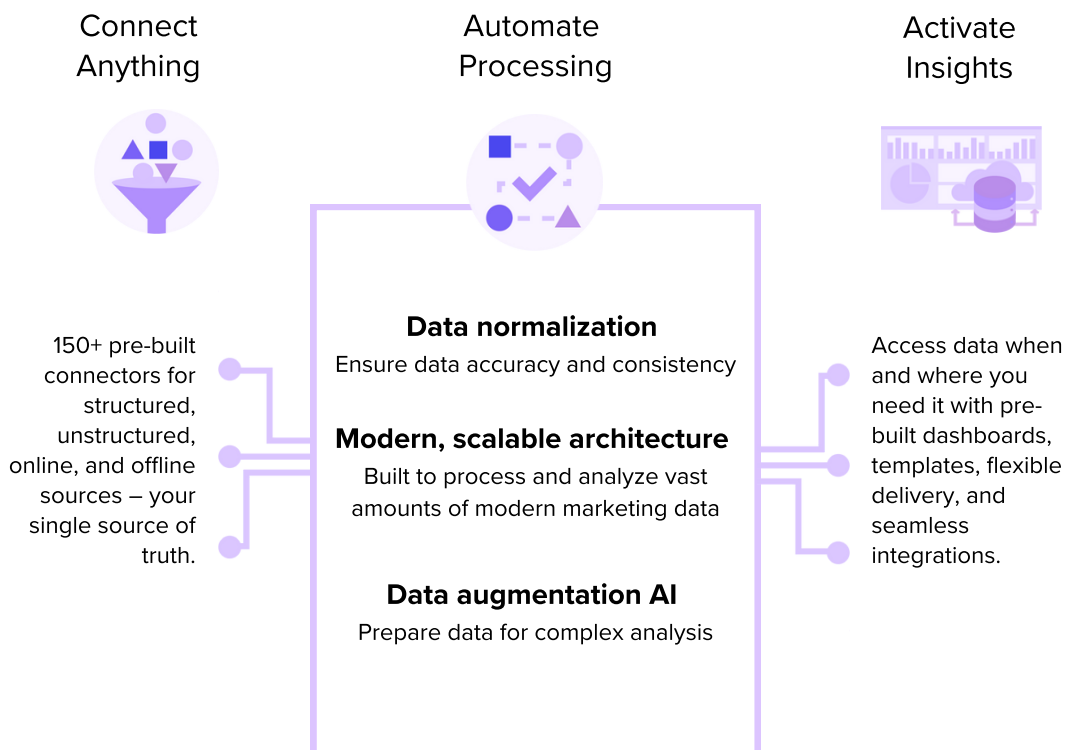 Connect
Anything
Automate
Processing
Activate
Insights
150+ pre-built
connectors for
structured,
unstructured,
online, and offline
sources – your
single source of
truth.
Data normalization
Ensure data accuracy and consistency
Modern, scalable architecture
Built to process and analyze vast
amounts of modern marketing data
Data augmentation AI
Prepare data for complex analysis
Access data when
and where you
need it with pre-
built dashboards,
templates, flexible
delivery, and
seamless
integrations.